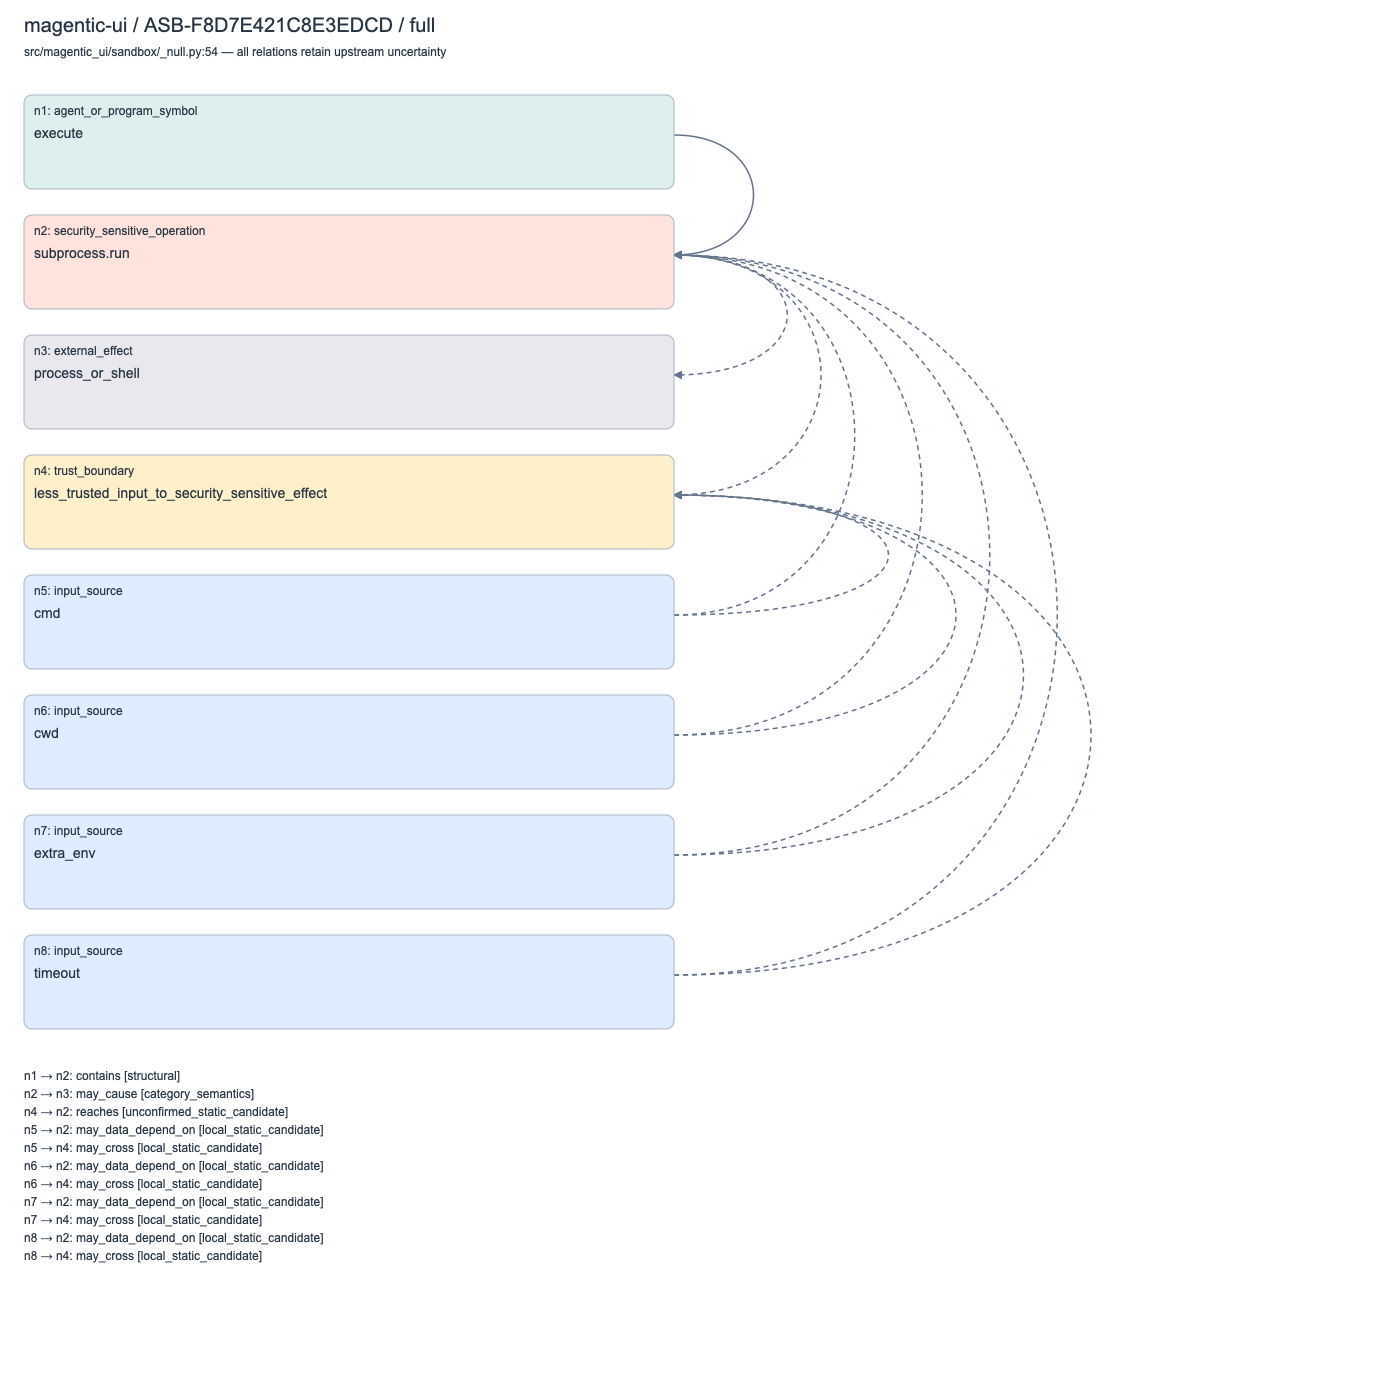 magentic-ui / ASB-F8D7E421C8E3EDCD / full
src/magentic_ui/sandbox/_null.py:54 — all relations retain upstream uncertainty
n1: agent_or_program_symbol
execute
n2: security_sensitive_operation
subprocess.run
n3: external_effect
process_or_shell
n4: trust_boundary
less_trusted_input_to_security_sensitive_effect
n5: input_source
cmd
n6: input_source
cwd
n7: input_source
extra_env
n8: input_source
timeout
n1 → n2: contains [structural]
n2 → n3: may_cause [category_semantics]
n4 → n2: reaches [unconfirmed_static_candidate]
n5 → n2: may_data_depend_on [local_static_candidate]
n5 → n4: may_cross [local_static_candidate]
n6 → n2: may_data_depend_on [local_static_candidate]
n6 → n4: may_cross [local_static_candidate]
n7 → n2: may_data_depend_on [local_static_candidate]
n7 → n4: may_cross [local_static_candidate]
n8 → n2: may_data_depend_on [local_static_candidate]
n8 → n4: may_cross [local_static_candidate]